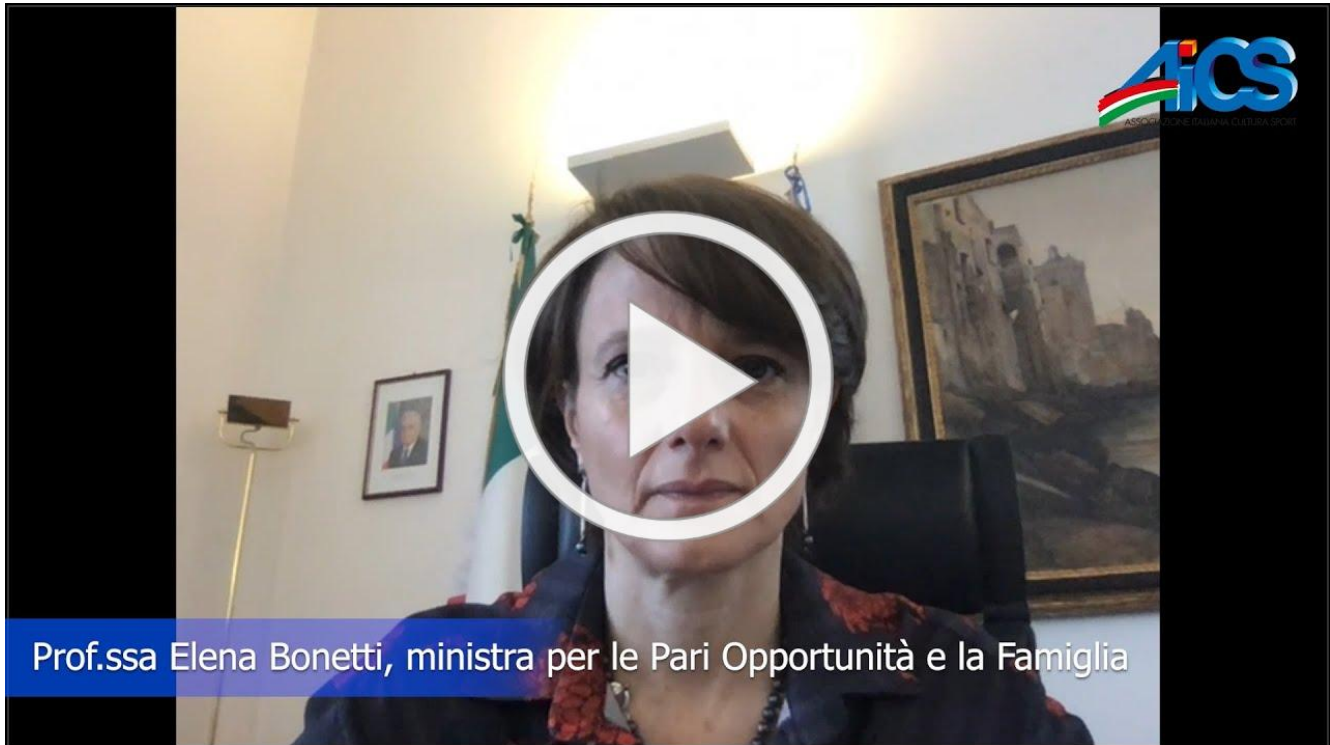 AiCS
ASSOCIAZIONE ITALIANA CULTURA SPORT
Prof.ssa Elena Bonetti, ministra per le Pari Opportunità e la Famiglia